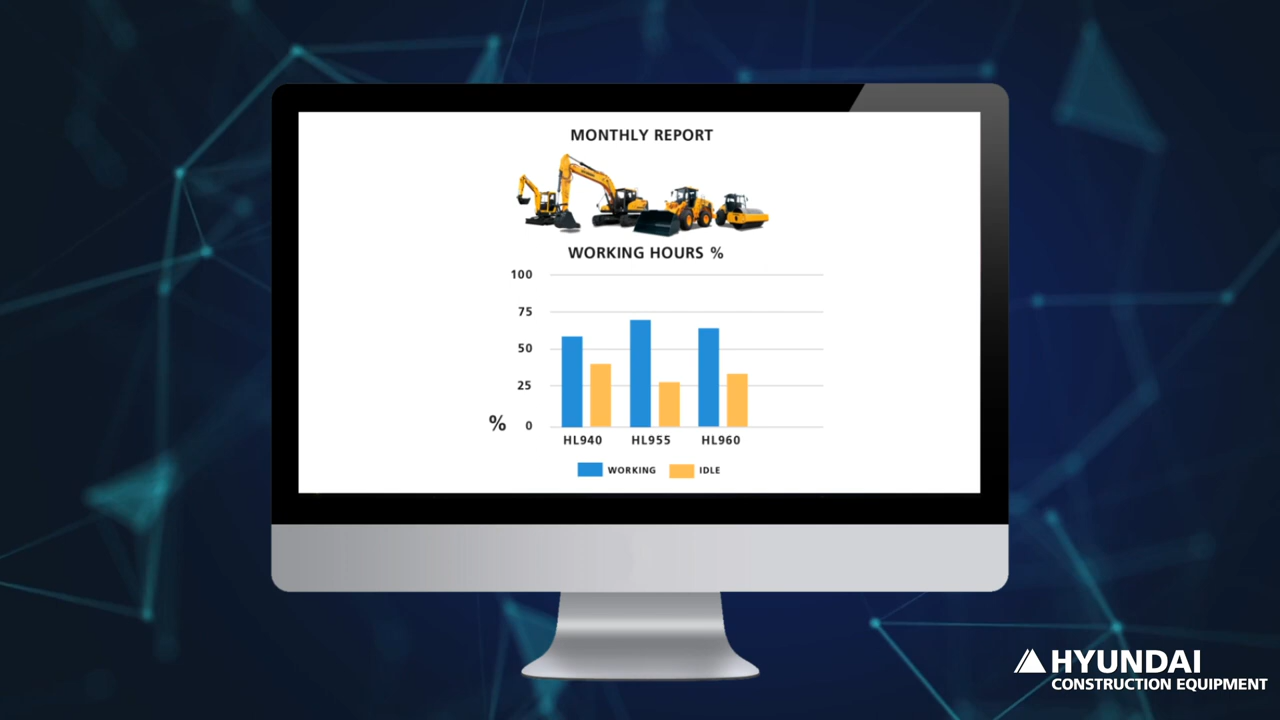 MONTHLY REPORT
WORKING HOURS %
100
75
50
25
% 0
HL940 HL955 HL960
WORKING IDLE
HYUNDAI
CONSTRUCTION EQUIPMENT